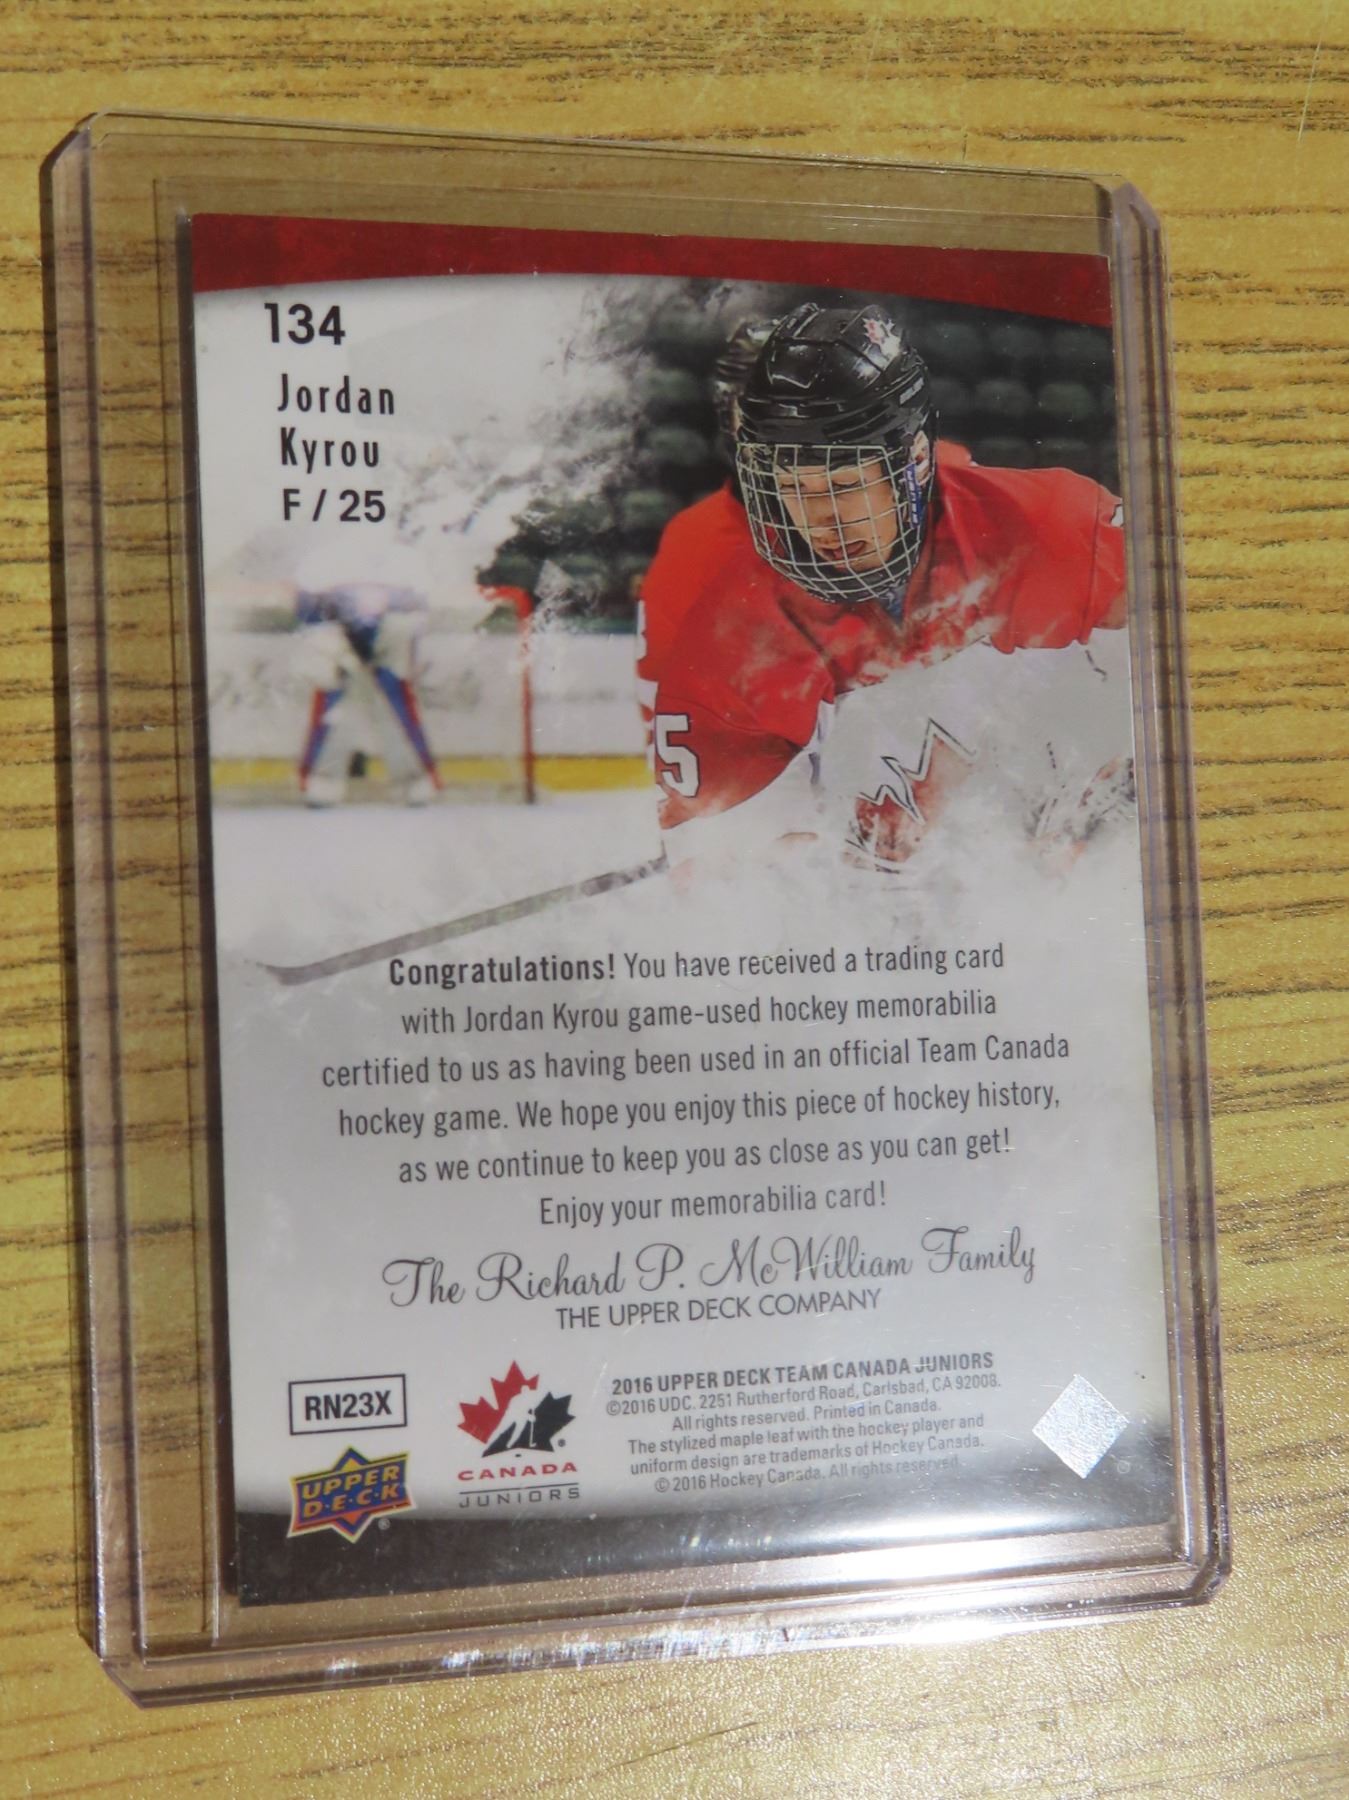 134
Jordan
Kyrou
F / 25
5
Congratulations! You have received a trading card
with Jordan Kyrou game-used hockey memorabilia
certified to us as having been used in an official Team Canada
hockey game. We hope you enjoy this piece of hockey history,
as we continue to keep you as close as you can get!
Enjoy your memorabilia card!
The Richard P. McWilliam Family
THE UPPER DECK COMPANY
RN23X
UPPER
D·E·C·K
®
CANADA
JUNIORS
2016 UPPER DECK TEAM CANADA JUNIORS
©2016 UDC. 2251 Rutherford Road, Carlsbad, CA 92008.
All rights reserved. Printed in Canada.
The stylized maple leaf with the hockey player and
uniform design are trademarks of Hockey Canada.
© 2016 Hockey Canada. All rights reserved.